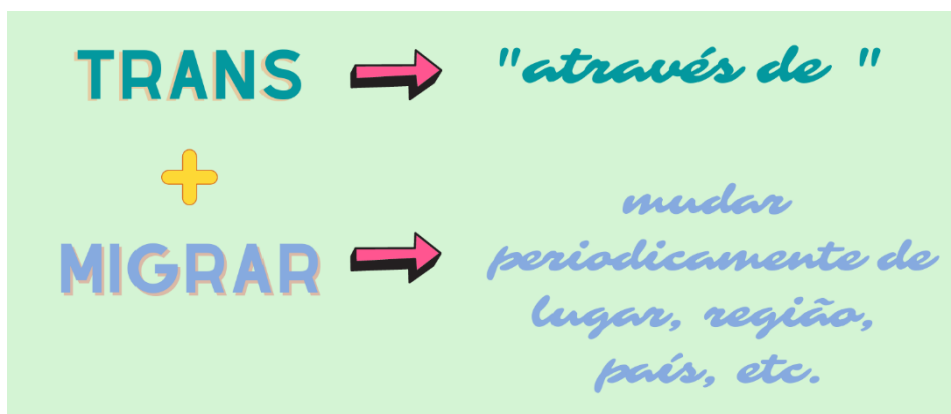 TRANS "através de "
+
MIGRAR mudar
periodicamente de
lugar, região,
país, etc.